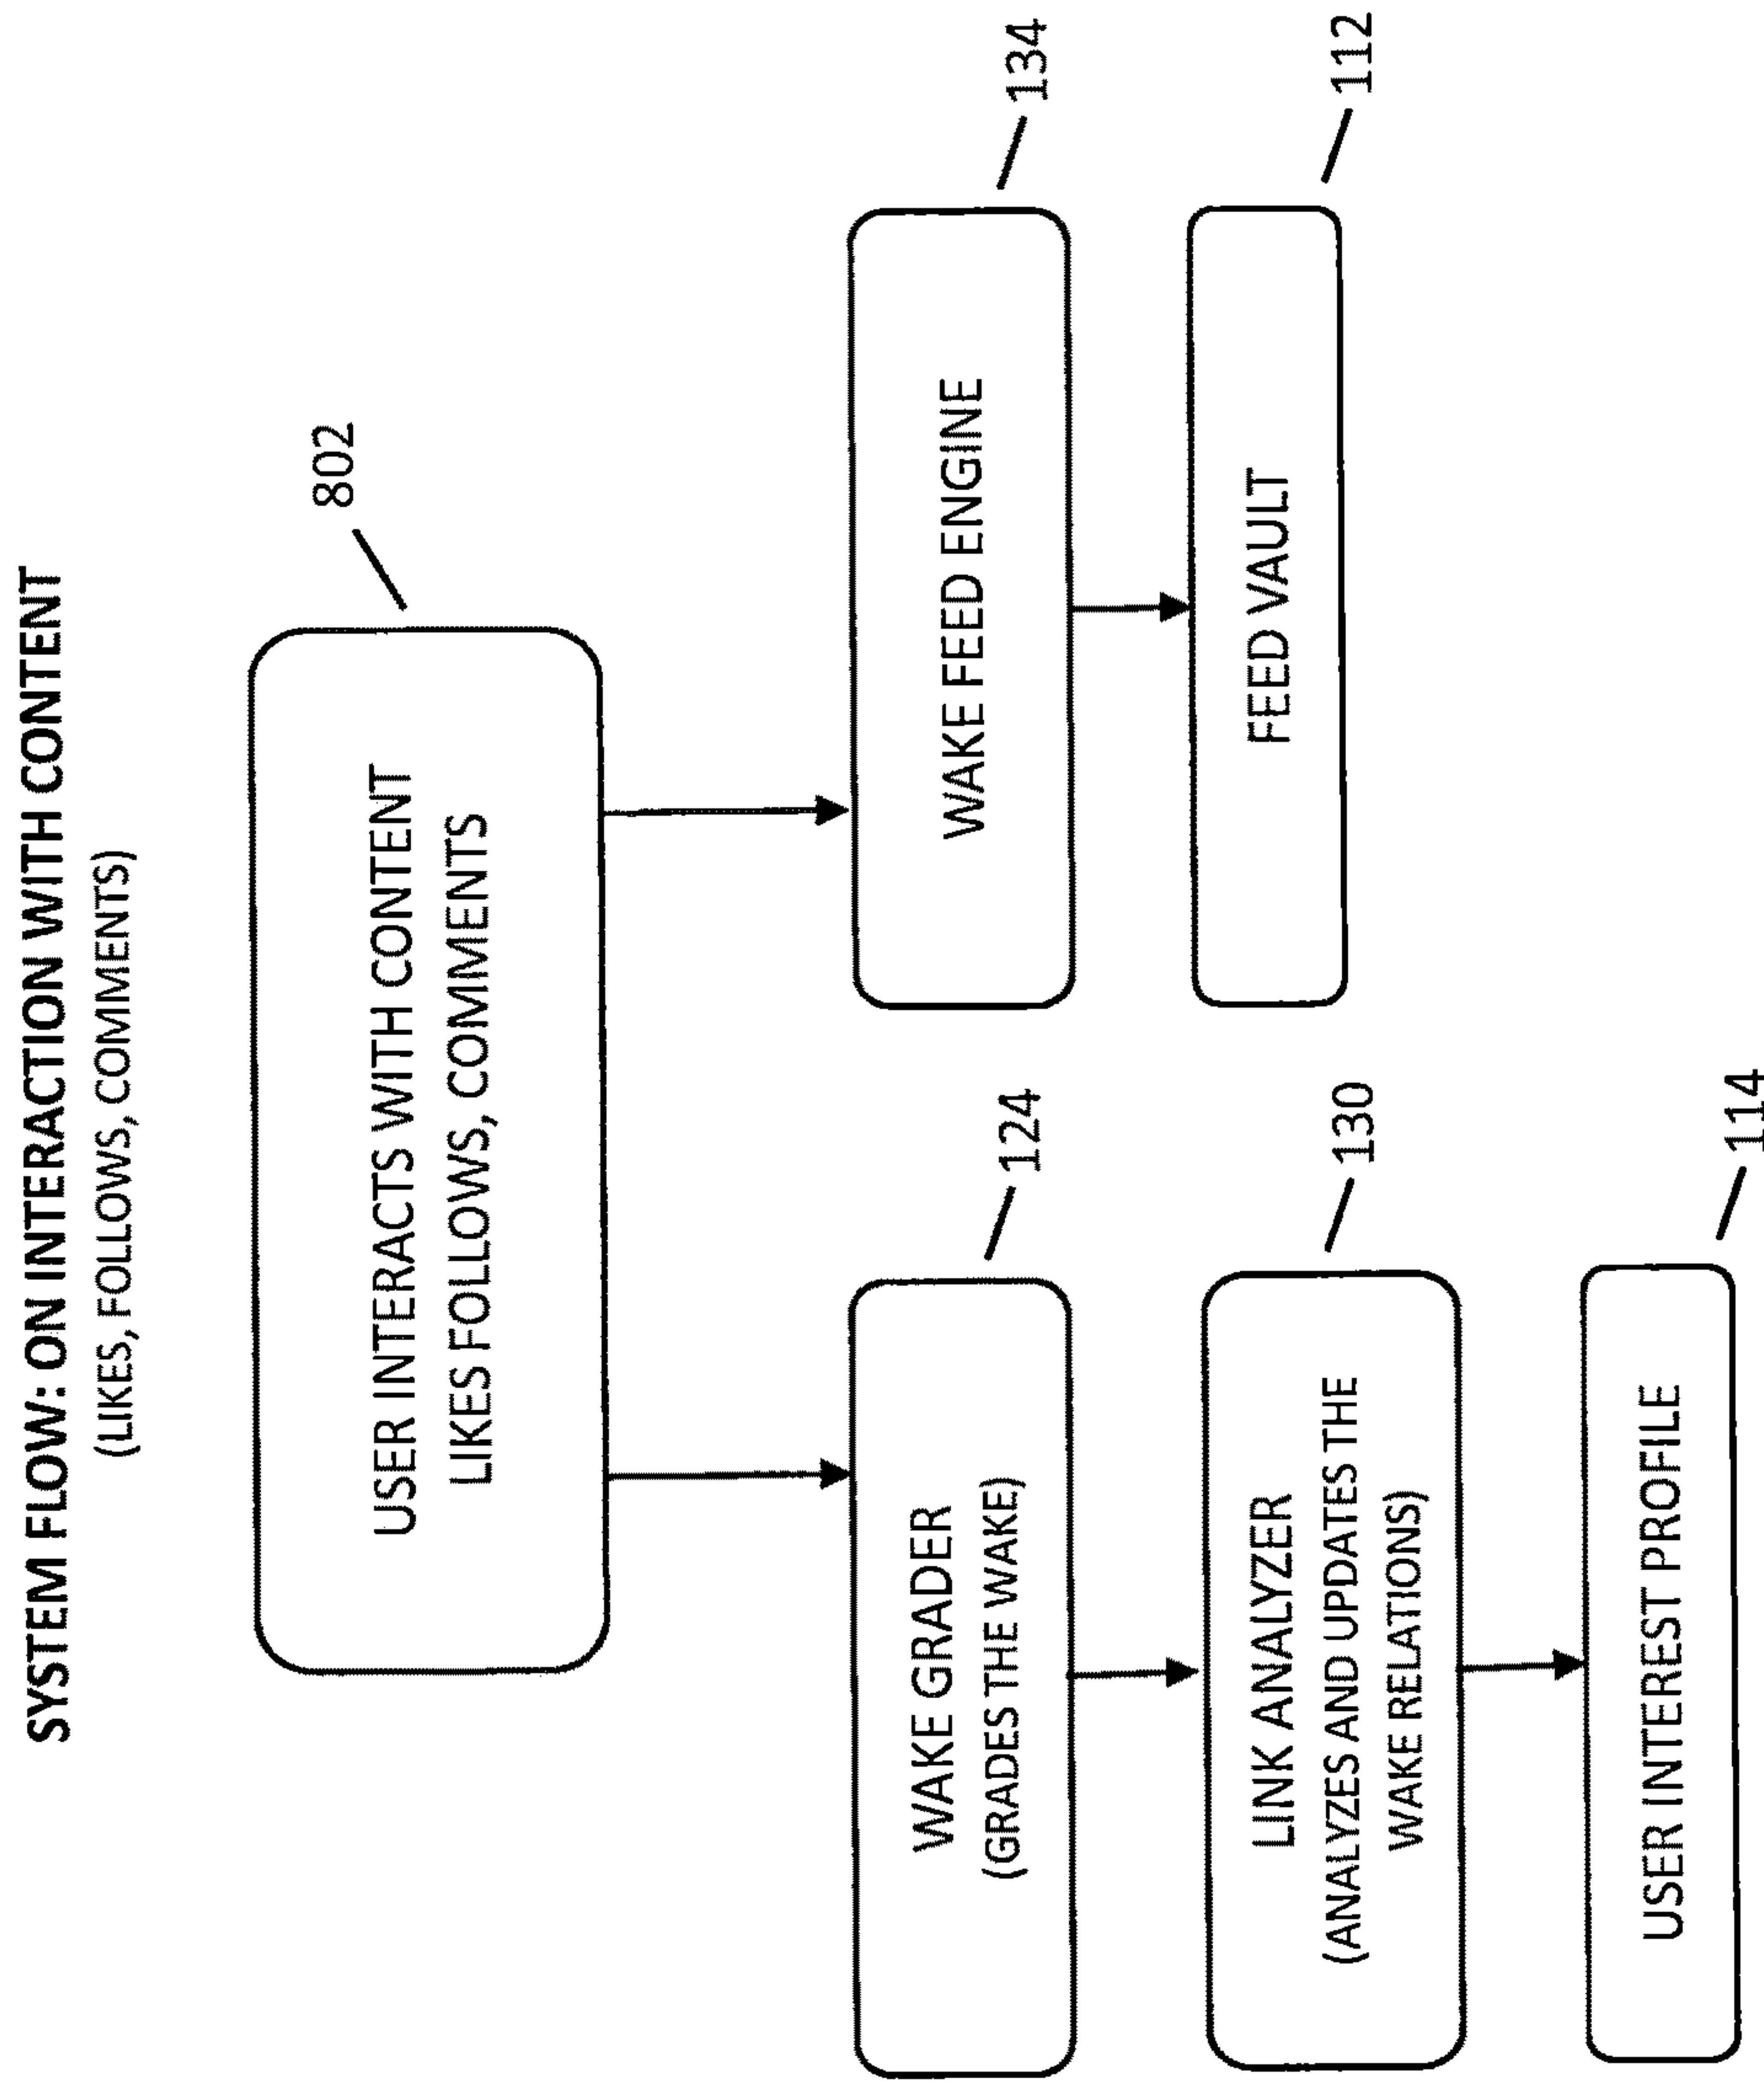 SYSTEM FLOW: ON INTERACTION WITH CONTENT
(LIKES, FOLLOWS, COMMENTS)
802
USER INTERACTS WITH CONTENT
LIKES FOLLOWS, COMMENTS
124
WAKE GRADER
(GRADES THE WAKE)
134
WAKE FEED ENGINE
130
LINK ANALYZER
(ANALYZES AND UPDATES THE
WAKE RELATIONS)
112
FEED VAULT
114
USER INTEREST PROFILE